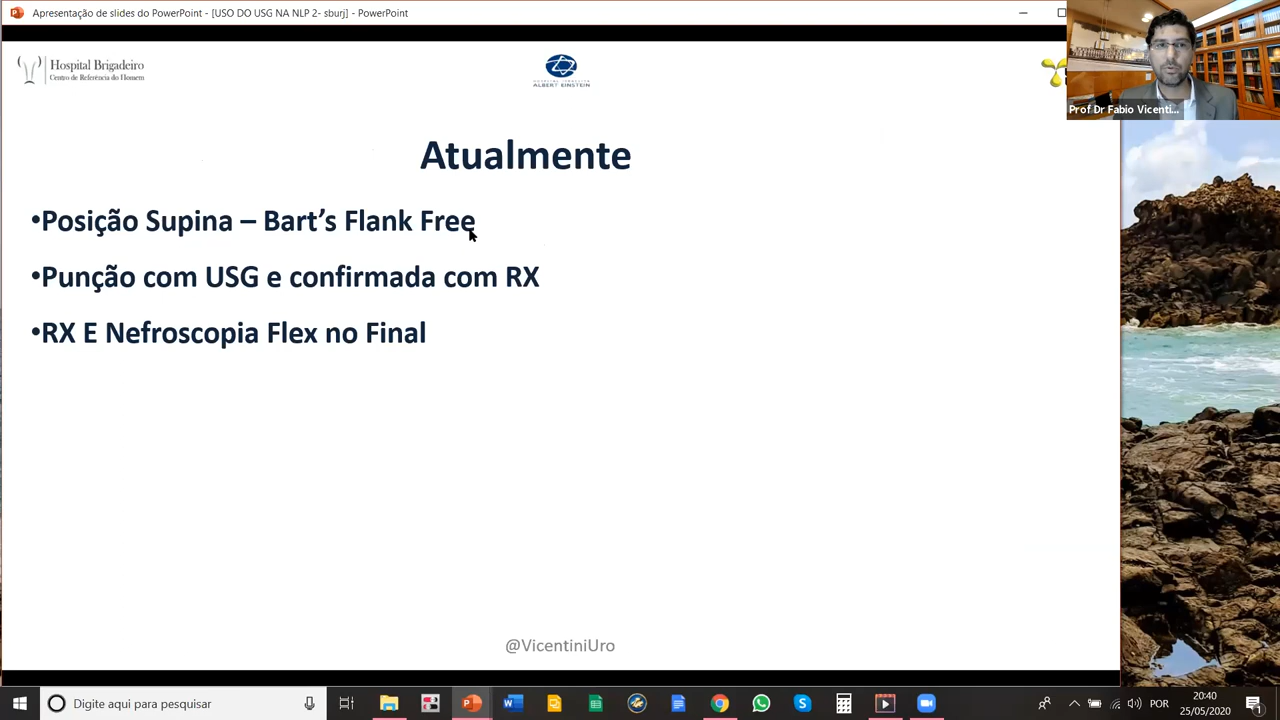 Apresentação de slides do PowerPoint - [USO DO USG NA NLP 2- sburj] - PowerPoint
Hospital Brigadeiro
Centro de Referência do Homem
ALBERT EINSTEIN
Prof Dr Fabio Vicenti...
Atualmente
•Posição Supina – Bart’s Flank Free
•Punção com USG e confirmada com RX
•RX E Nefroscopia Flex no Final
@VicentiniUro
Digite aqui para pesquisar
POR
20:40
25/05/2020
1